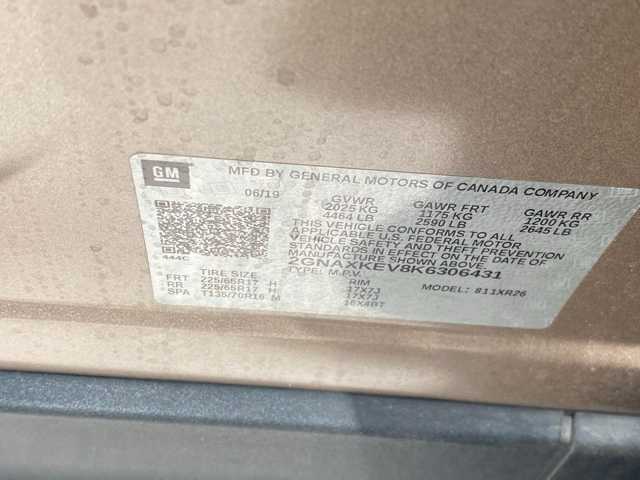 GM
MFD BY GENERAL MOTORS OF CANADA COMPANY
06/19 GVWR GAWR FRT GAWR RR
2025 KG 1175 KG 1200 KG
4464 LB 2590 LB 2645 LB
THIS VEHICLE CONFORMS TO ALL
APPLICABLE U.S. FEDERAL MOTOR
VEHICLE SAFETY AND THEFT PREVENTION
STANDARDS IN EFFECT ON THE DATE OF
MANUFACTURE SHOWN ABOVE.
444C 2GNAXKEV8K6306431
TYPE: M.P.V. MODEL: 811XR26
TIRE SIZE RIM
FRT 225/65R17 H 17X7J
RR 225/65R17 H 17X7J
SPA T135/70R16 M 16X4BT